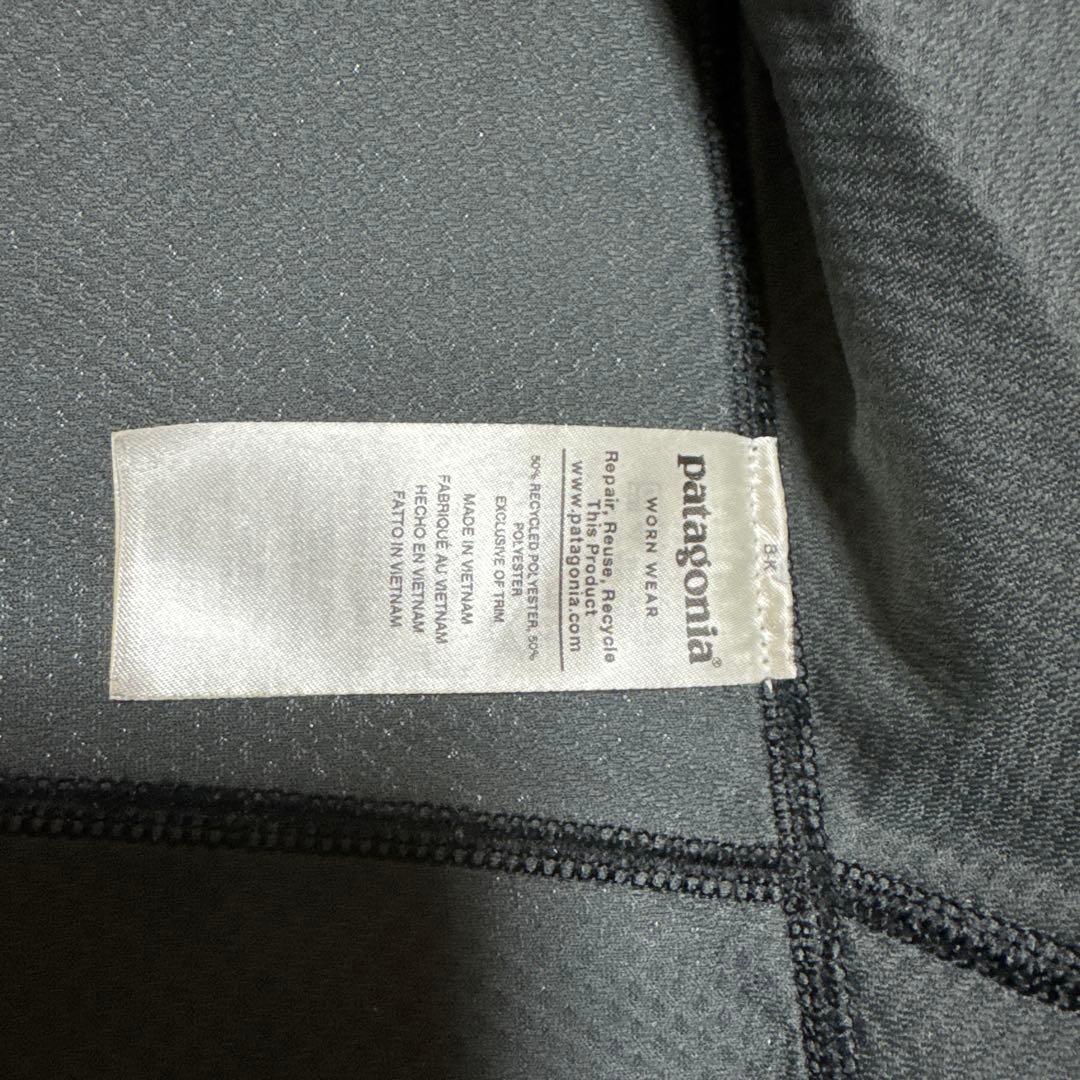 BK
patagonia®
WORN WEAR
Repair, Reuse, Recycle
This Product
www.patagonia.com
50% RECYCLED POLYESTER, 50%
POLYESTER
EXCLUSIVE OF TRIM
MADE IN VIETNAM
FABRIQUÉ AU VIETNAM
HECHO EN VIETNAM
FATTO IN VIETNAM